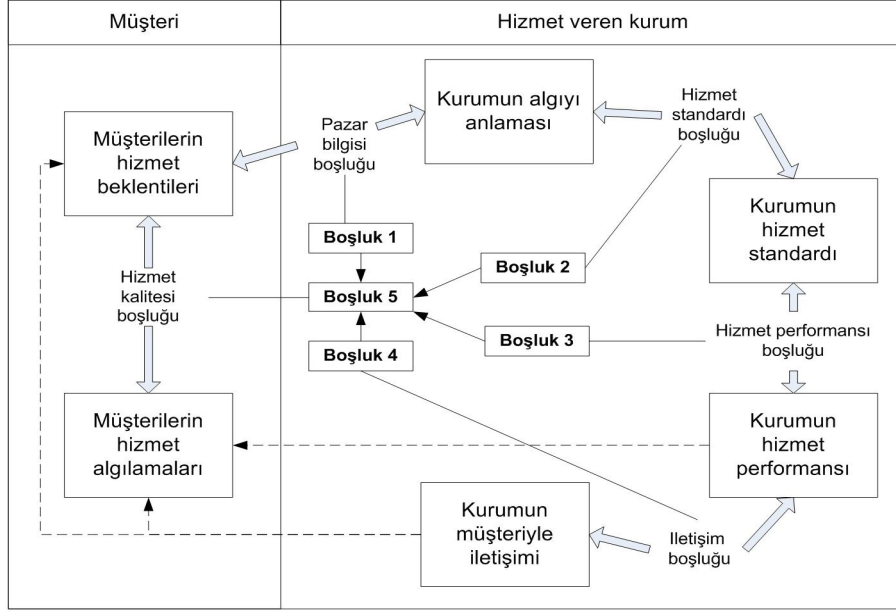 Müşteri
Hizmet veren kurum
Müşterilerin
hizmet
beklentileri
Pazar
bilgisi
boşluğu
Kurumun algıyı
anlaması
Hizmet
standardı
boşluğu
Kurumun
hizmet
standardı
Boşluk 1
Boşluk 2
Boşluk 5
Hizmet
kalitesi
boşluğu
Boşluk 3
Boşluk 4
Hizmet performansı
boşluğu
Müşterilerin
hizmet
algılamaları
Kurumun
hizmet
performansı
Kurumun
müşteriyle
iletişimi
Iletişim
boşluğu